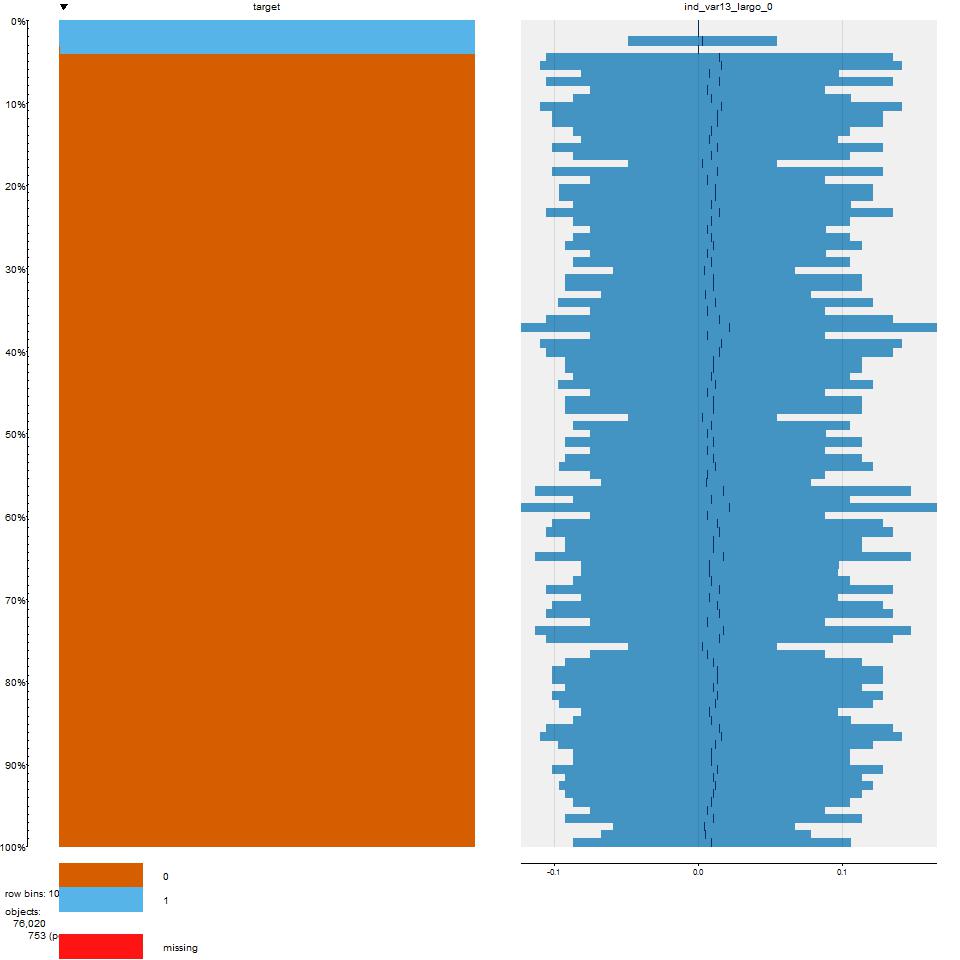 target
ind_var13_largo_0
0%
10%
20%
30%
40%
50%
60%
70%
80%
90%
100%
-0.1
0.0
0.1
0
row bins: 10
1
objects:
76,020
753 (p
missing